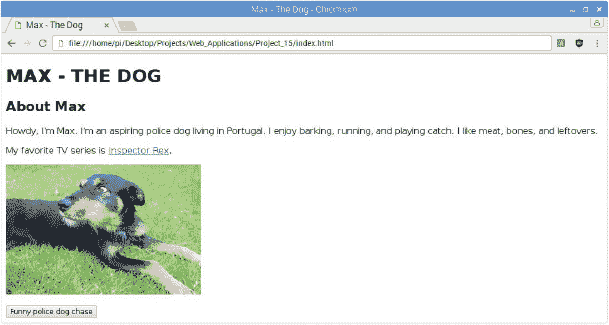 Max - The Dog - Chromium
Max - The Dog
file:///home/pi/Desktop/Projects/Web_Applications/Project_15/index.html
MAX - THE DOG
About Max
Howdy, I'm Max. I'm an aspiring police dog living in Portugal. I enjoy barking, running, and playing catch. I like meat, bones, and leftovers.
My favorite TV series is Inspector Rex.
Funny police dog chase